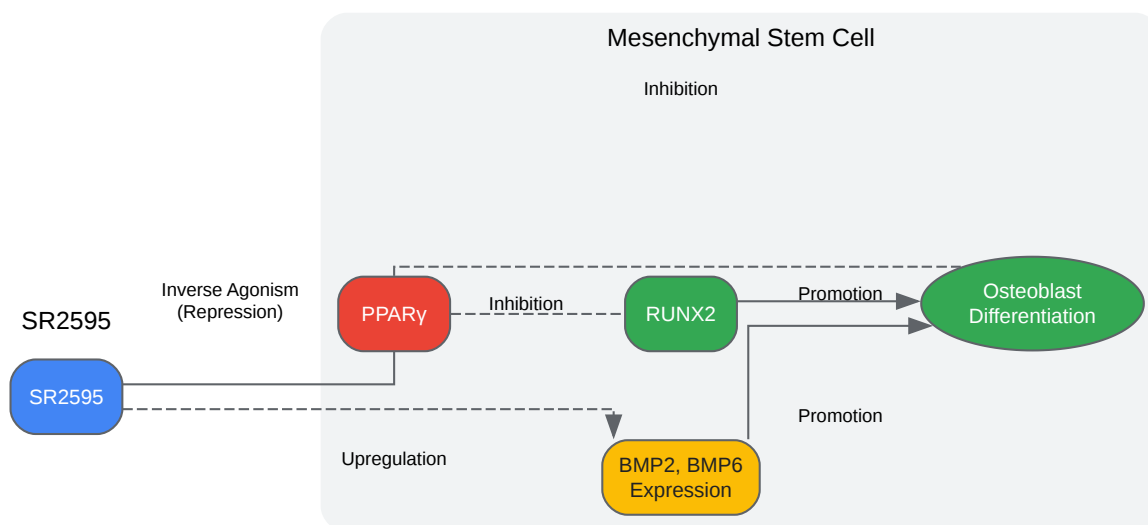 Mesenchymal Stem Cell
Inhibition
Inverse Agonism
(Repression)
SR2595
PPARγ
Inhibition
RUNX2
Promotion
Osteoblast
Differentiation
SR2595
Promotion
Upregulation
BMP2, BMP6
Expression